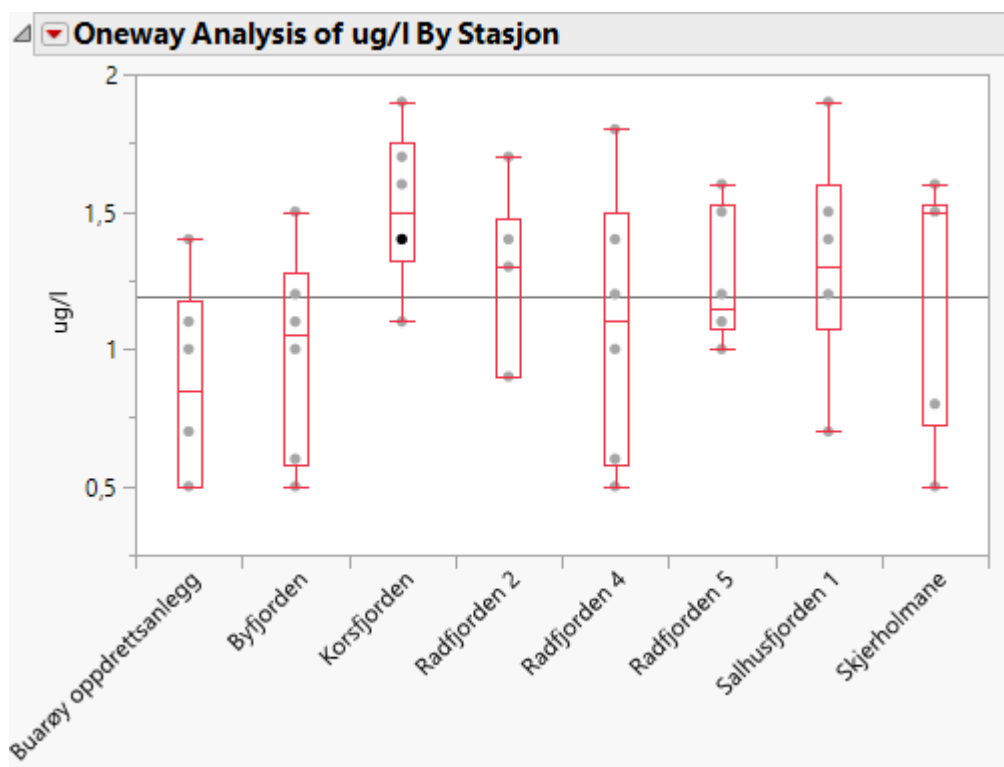 Oneway Analysis of ug/l By Stasjon
2
1,5
1
0,5
ug/l
Buarøy oppdrettsanlegg
Byfjorden
Korsfjorden
Radfjorden 2
Radfjorden 4
Radfjorden 5
Salhusfjorden 1
Skjerholmane